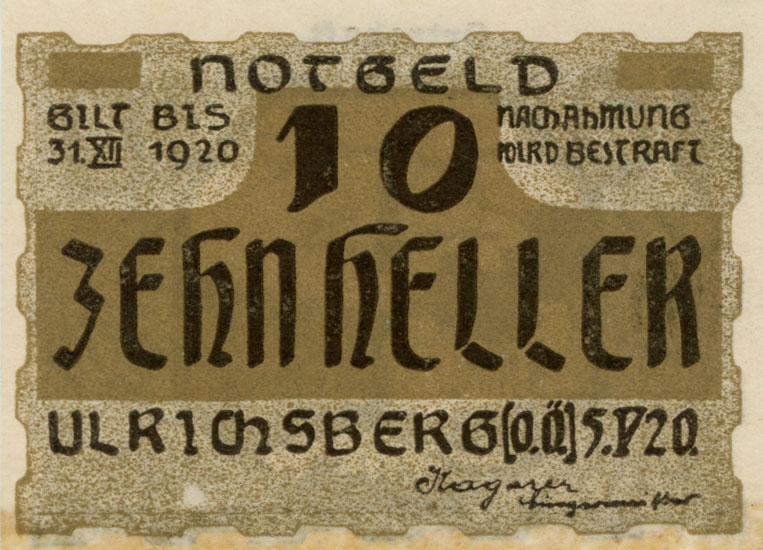 NOTGELD
GILT BIS
31. XII 1920
10
NACHAHMUNG
WIRD BESTRAFT
ZEHN HELLER
ULRICHSBERG (O.Ö.) 5. V 20.